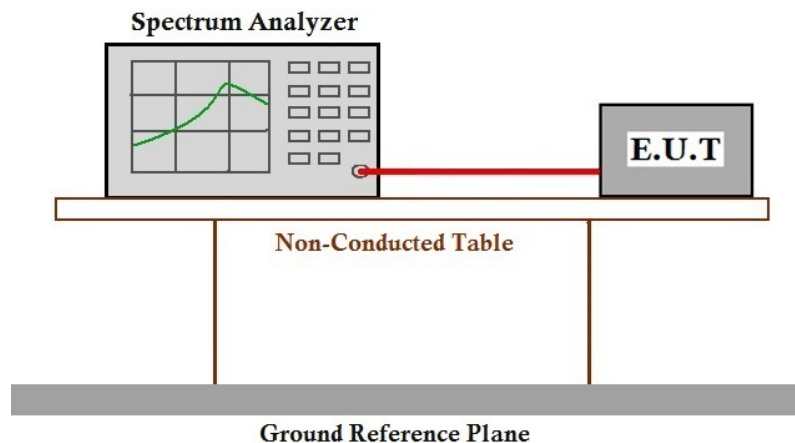 Spectrum Analyzer
E.U.T
Non-Conducted Table
Ground Reference Plane